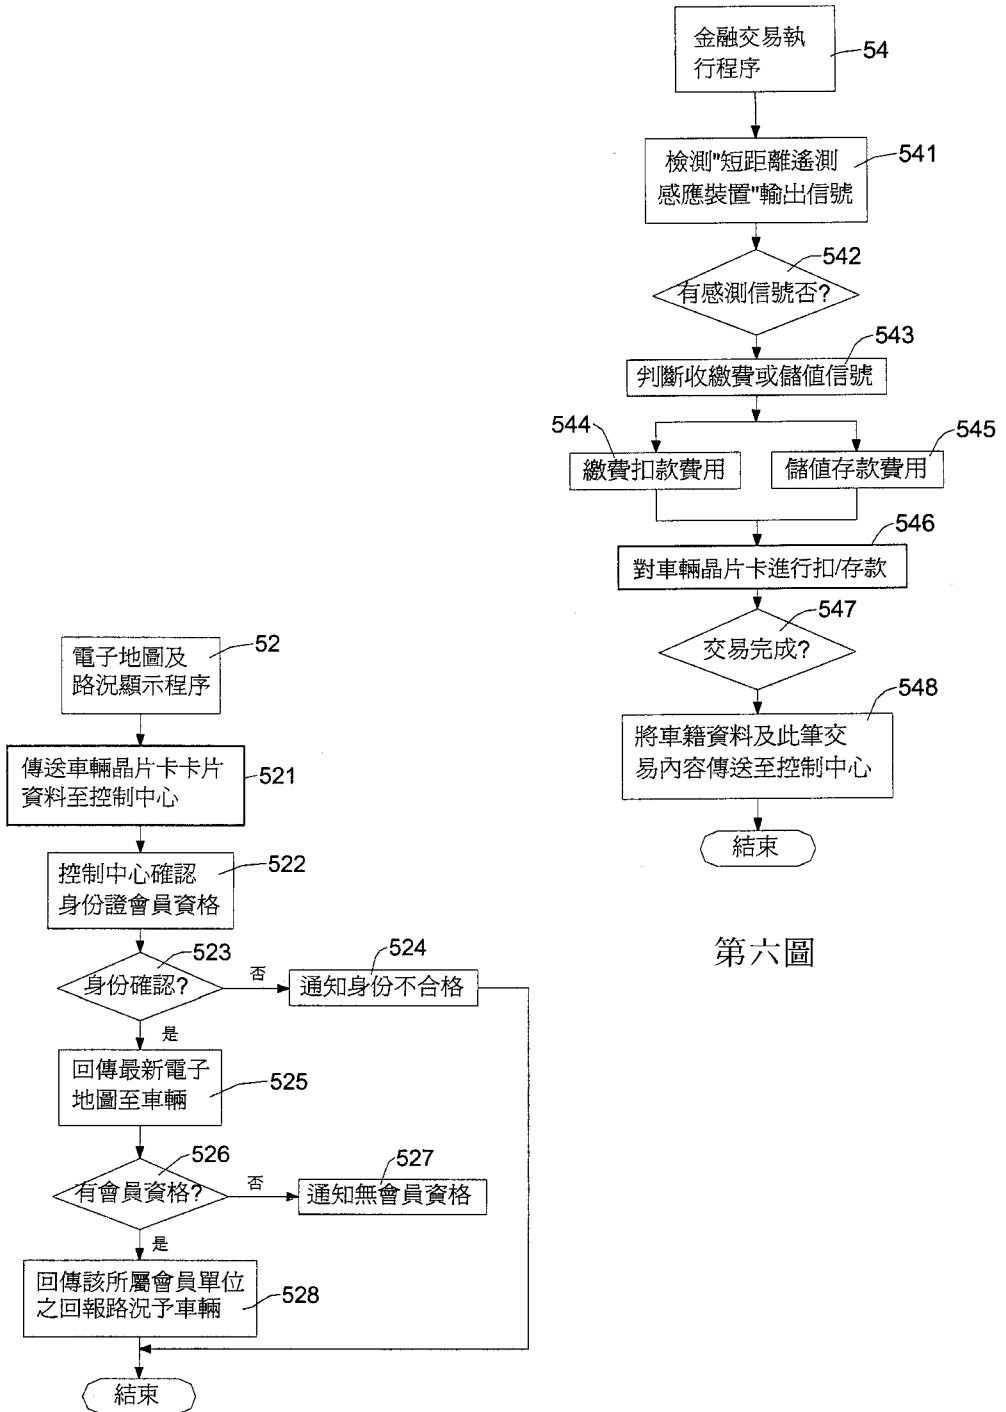 金融交易執
行程序
54
檢測"短距離遙測
感應裝置"輸出信號
541
542
有感測信號否?
543
判斷收繳費或儲值信號
544
545
繳費扣款費用
儲值存款費用
546
對車輛晶片卡進行扣/存款
547
交易完成?
548
將車籍資料及此筆交
易內容傳送至控制中心
結束
第六圖
52
電子地圖及
路況顯示程序
傳送車輛晶片卡卡片
資料至控制中心
521
控制中心確認
身份證會員資格
522
523
身份確認?
否
524
通知身份不合格
是
回傳最新電子
地圖至車輛
525
526
有會員資格?
否
527
通知無會員資格
是
回傳該所屬會員單位
之回報路況予車輛
528
結束